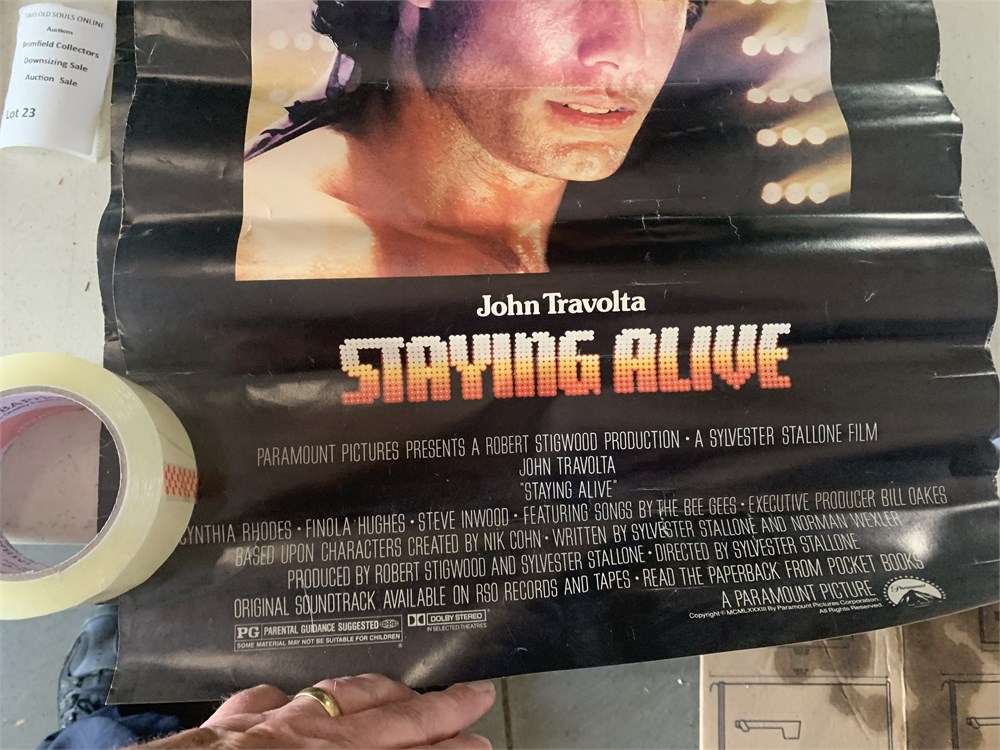 TWO OLD SOULS ONLINE
Auctions
Brimfield Collectors
Downsizing Sale
Auction Sale
Lot 23
John Travolta
STAYING ALIVE
PARAMOUNT PICTURES PRESENTS A ROBERT STIGWOOD PRODUCTION • A SYLVESTER STALLONE FILM
JOHN TRAVOLTA
"STAYING ALIVE"
CYNTHIA RHODES • FINOLA HUGHES • STEVE INWOOD • FEATURING SONGS BY THE BEE GEES • EXECUTIVE PRODUCER BILL OAKES
BASED UPON CHARACTERS CREATED BY NIK COHN • WRITTEN BY SYLVESTER STALLONE AND NORMAN WEXLER
PRODUCED BY ROBERT STIGWOOD AND SYLVESTER STALLONE • DIRECTED BY SYLVESTER STALLONE
ORIGINAL SOUNDTRACK AVAILABLE ON RSO RECORDS AND TAPES • READ THE PAPERBACK FROM POCKET BOOKS
A PARAMOUNT PICTURE
Paramount
Copyright © MCMLXXXIII By Paramount Pictures Corporation.
All Rights Reserved.
PG PARENTAL GUIDANCE SUGGESTED
SOME MATERIAL MAY NOT BE SUITABLE FOR CHILDREN
DOLBY STEREO
IN SELECTED THEATRES